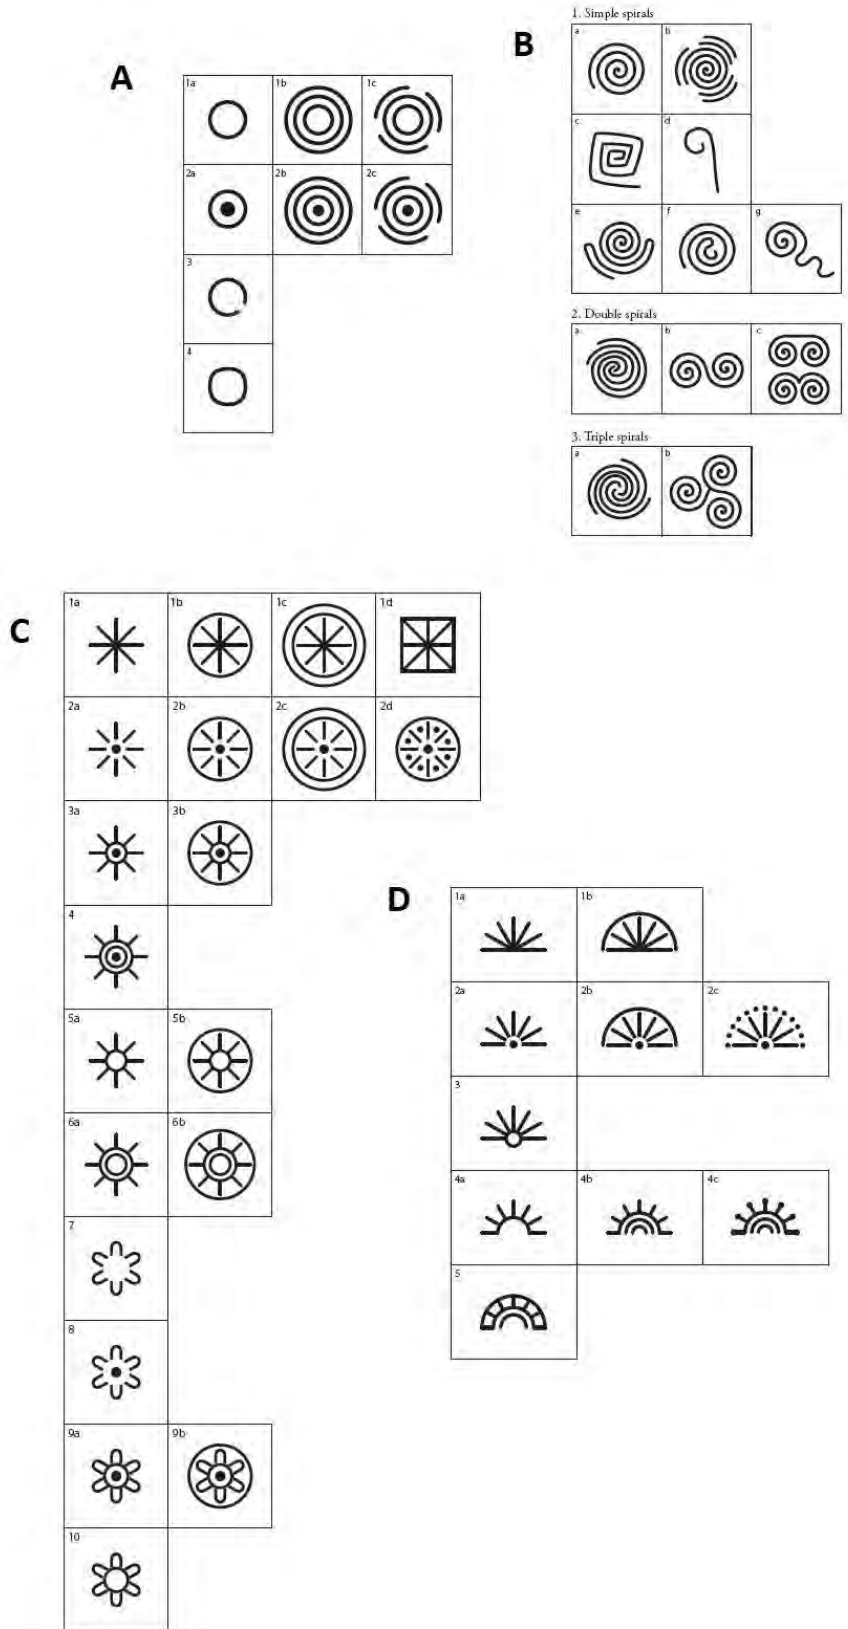 A
1a 1b 1c
2a 2b 2c
3
4
B
1. Simple spirals
a b
c d
e f g
2. Double spirals
a b c
3. Triple spirals
a b
C
1a 1b 1c 1d
2a 2b 2c 2d
3a 3b
4
5a 5b
6a 6b
7
8
9a 9b
10
D
1a 1b
2a 2b 2c
3
4a 4b 4c
5